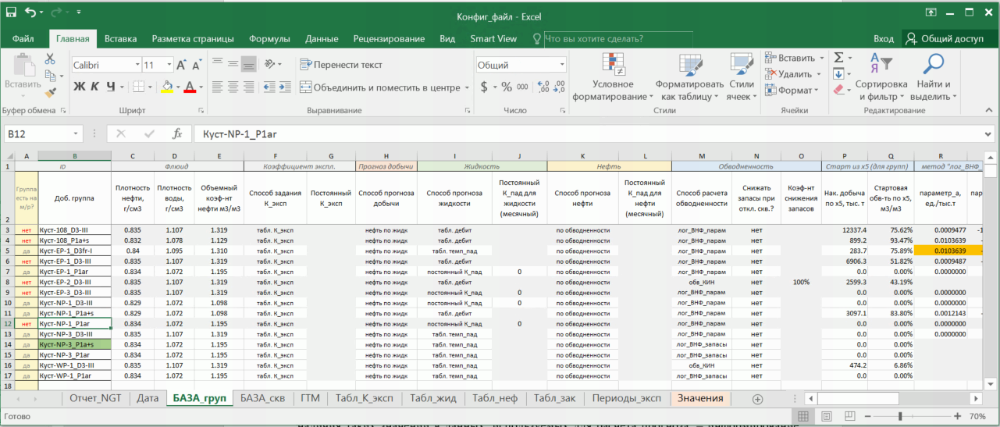 Конфиг_файл - Excel
Файл Главная Вставка Разметка страницы Формулы Данные Рецензирование Вид Smart View Что вы хотите сделать? Вход Общий доступ
Вставить
Буфер обмена
Calibri 11
Ж К Ч
Шрифт
Перенести текст
Объединить и поместить в центре
Выравнивание
Общий
$ % 000
Число
Условное форматирование
Форматировать как таблицу
Стили ячеек
Стили
Вставить
Удалить
Формат
Ячейки
Сортировка и фильтр
Найти и выделить
Редактирование
B12 fx Куст-NP-1_P1ar
A B C D E F G H I J K L M N O P Q R
1 ID Флюид Коэффициент экспл. Прогноз добычи Жидкость Нефть Обводненность Старт из x5 (для групп) метод "лог_ВНФ_
2 Группа есть на м/р? Доб. группа Плотность нефти, г/см3 Плотность воды, г/см3 Объемный коэф-нт нефти м3/м3 Способ задания К_эксп Постоянный К_эксп Способ прогноза добычи Способ прогноза жидкости Постоянный К_пад для жидкости (месячный) Способ прогноза нефти Постоянный К_пад для нефти (месячный) Способ расчета обводненности Снижать запасы при откл. скв.? Коэф-нт снижения запасов Нак. добыча по x5, тыс. т Стартовая обв-ть по x5, м3/м3 параметр_a, ед./тыс.т пар
3 нет Куст-108_D3-III 0.835 1.107 1.319 табл. К_эксп нефть по жидк табл. дебит по обводненности лог_ВНФ_парам нет 12337.4 75.62% 0.0009477 -1
4 нет Куст-108_P1a+s 0.832 1.078 1.129 табл. К_эксп нефть по жидк табл. дебит по обводненности лог_ВНФ_парам нет 899.2 93.47% 0.0103639 -
5 да Куст-EP-1_D3fr-I 0.84 1.095 1.310 табл. К_эксп нефть по жидк табл. темп_пад по обводненности лог_ВНФ_парам нет 283.7 75.89% 0.0103639 -
6 нет Куст-EP-1_D3-III 0.835 1.107 1.319 табл. К_эксп нефть по жидк табл. дебит по обводненности лог_ВНФ_парам нет 6906.3 51.82% 0.0009487 -
7 да Куст-EP-1_P1ar 0.834 1.072 1.195 табл. К_эксп нефть по жидк постоянный К_пад 0 по обводненности лог_ВНФ_парам нет 0.0 0.00% 0.0000000
8 нет Куст-EP-2_D3-III 0.835 1.107 1.319 табл. К_эксп нефть по жидк табл. дебит по обводненности обв_КИН нет 100% 2599.3 43.19%
9 нет Куст-EP-3_D3-III 0.835 1.107 1.319 табл. К_эксп нефть по жидк постоянный К_пад 0 по обводненности лог_ВНФ_парам нет 0.0 0.00% 0.0000000
10 да Куст-NP-1_D3-III 0.829 1.072 1.098 табл. К_эксп нефть по жидк постоянный К_пад 0 по обводненности лог_ВНФ_парам нет 0.0 0.00% 0.0000000
11 да Куст-NP-1_P1a+s 0.829 1.072 1.098 табл. К_эксп нефть по жидк табл. дебит по обводненности лог_ВНФ_парам нет 3097.1 83.80% 0.0012143 -
12 нет Куст-NP-1_P1ar 0.834 1.072 1.195 табл. К_эксп нефть по жидк постоянный К_пад 0 по обводненности лог_ВНФ_парам нет 0.0 0.00% 0.0000000
13 да Куст-NP-3_D3-III 0.835 1.107 1.319 табл. К_эксп нефть по жидк табл. темп_пад по обводненности лог_ВНФ_парам нет 0.0 0.00% 0.0000000
14 да Куст-NP-3_P1a+s 0.834 1.072 1.195 табл. К_эксп нефть по жидк табл. темп_пад по обводненности лог_ВНФ_запасы нет 0.0 0.00%
15 да Куст-NP-3_P1ar 0.834 1.072 1.195 табл. К_эксп нефть по жидк табл. темп_пад по обводненности лог_ВНФ_запасы нет 0.0 0.00%
16 да Куст-WP-1_D3-III 0.835 1.107 1.319 табл. К_эксп нефть по жидк табл. темп_пад по обводненности обв_КИН нет 474.2 6.86%
17 да Куст-WP-1_P1ar 0.834 1.072 1.195 табл. К_эксп нефть по жидк табл. темп_пад по обводненности лог_ВНФ_запасы нет 0.0 0.00%
18
Отчет_NGT Дата БАЗА_груп БАЗА_скв ГТМ Табл_К_эксп Табл_жид Табл_неф Табл_зак Периоды_эксп Значения
Готово 70%